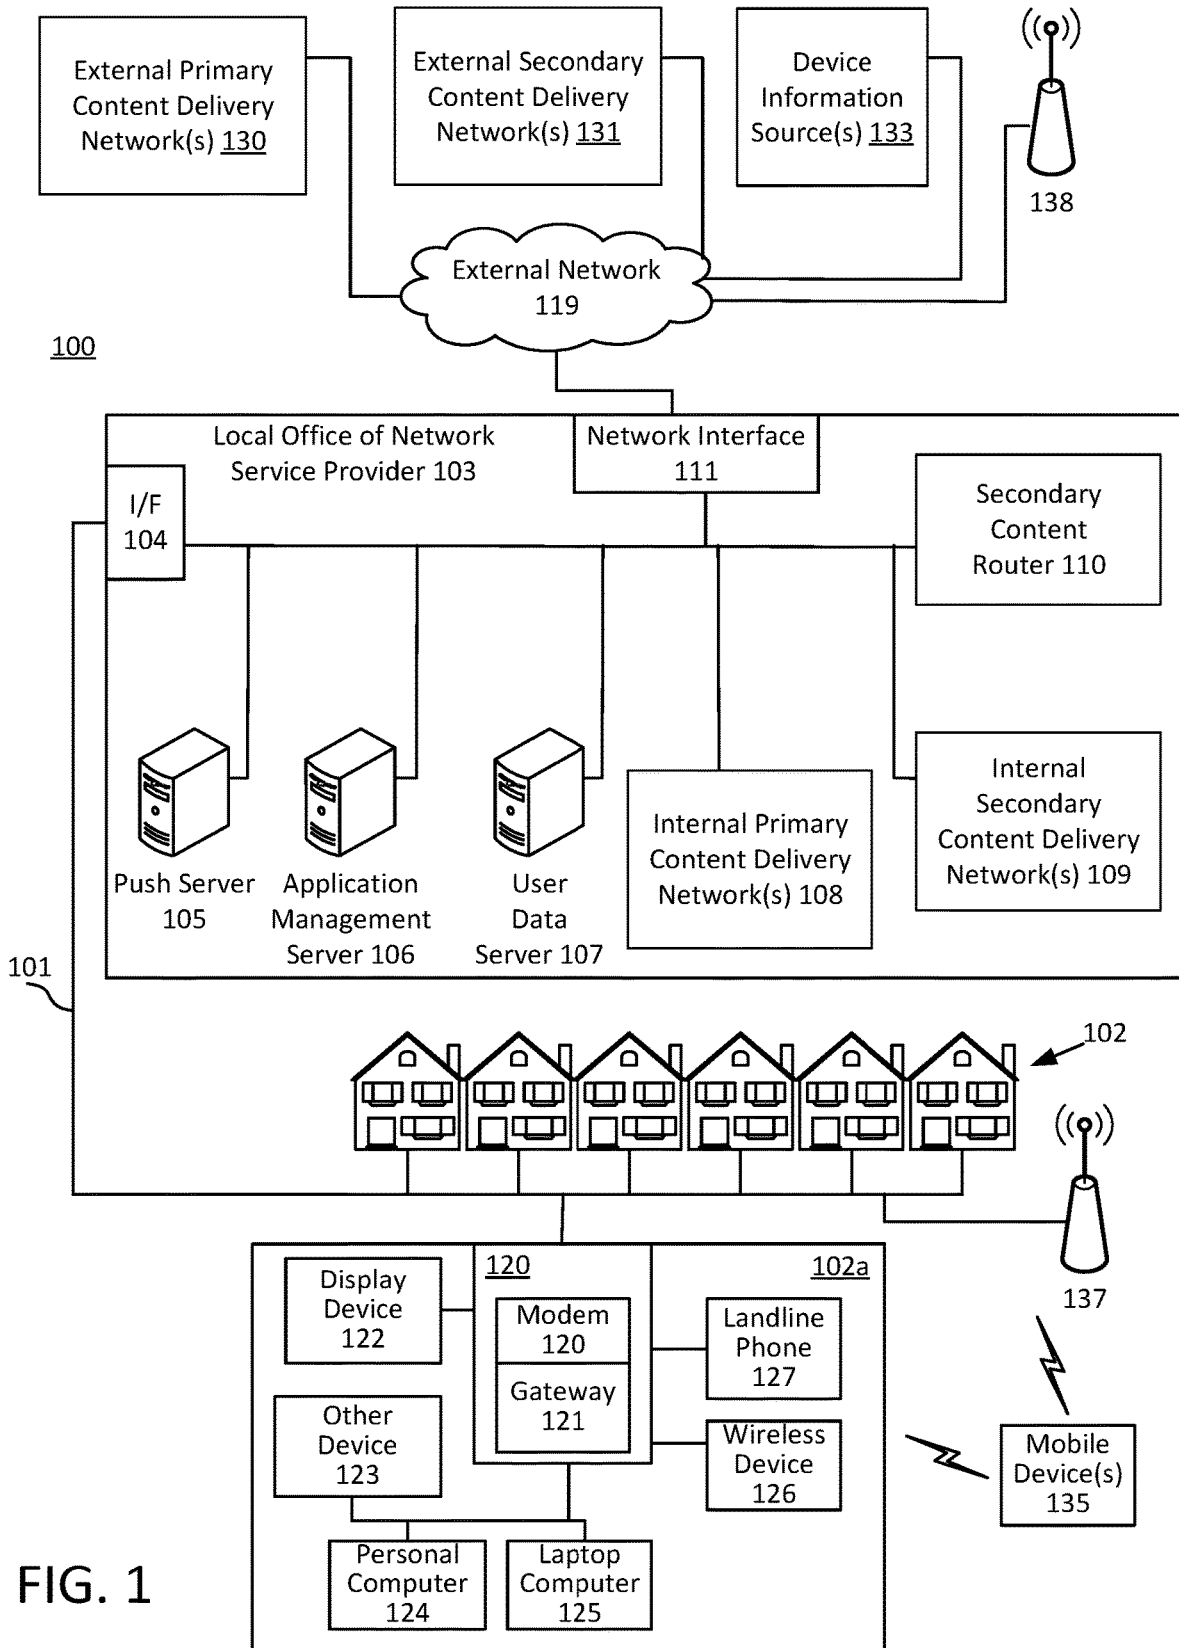 External Primary
Content Delivery
Network(s) 130
External Secondary
Content Delivery
Network(s) 131
Device
Information
Source(s) 133
138
External Network
119
100
Local Office of Network
Service Provider 103
Network Interface
111
I/F
104
Secondary
Content
Router 110
Push Server
105
Application
Management
Server 106
User
Data
Server 107
Internal Primary
Content Delivery
Network(s) 108
Internal
Secondary
Content Delivery
Network(s) 109
101
102
137
120
102a
Display
Device
122
Modem
120
Gateway
121
Landline
Phone
127
Other
Device
123
Wireless
Device
126
Mobile
Device(s)
135
Personal
Computer
124
Laptop
Computer
125
FIG. 1